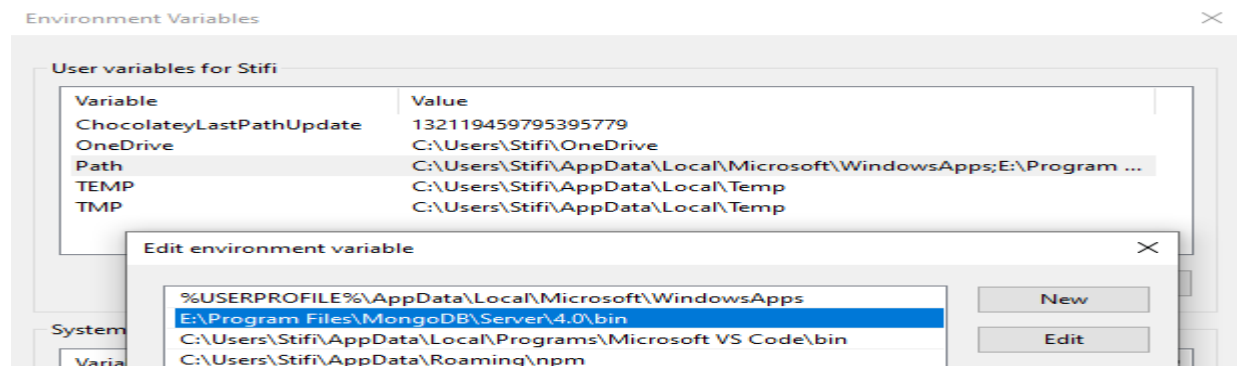 Environment Variables
User variables for Stifi
Variable Value
ChocolateyLastPathUpdate 132119459795395779
OneDrive C:\Users\Stifi\OneDrive
Path C:\Users\Stifi\AppData\Local\Microsoft\WindowsApps;E:\Program ...
TEMP C:\Users\Stifi\AppData\Local\Temp
TMP C:\Users\Stifi\AppData\Local\Temp
Edit environment variable
%USERPROFILE%\AppData\Local\Microsoft\WindowsApps New
E:\Program Files\MongoDB\Server\4.0\bin
System C:\Users\Stifi\AppData\Local\Programs\Microsoft VS Code\bin Edit
Varia C:\Users\Stifi\AppData\Roaming\npm